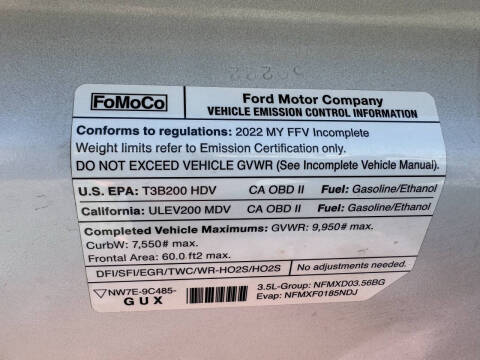 FoMoCo
Ford Motor Company
VEHICLE EMISSION CONTROL INFORMATION
Conforms to regulations: 2022 MY FFV Incomplete
Weight limits refer to Emission Certification only.
DO NOT EXCEED VEHICLE GVWR (See Incomplete Vehicle Manual).
U.S. EPA: T3B200 HDV CA OBD II Fuel: Gasoline/Ethanol
California: ULEV200 MDV CA OBD II Fuel: Gasoline/Ethanol
Completed Vehicle Maximums: GVWR: 9,950# max.
CurbW: 7,550# max.
Frontal Area: 60.0 ft2 max.
DFI/SFI/EGR/TWC/WR-HO2S/HO2S No adjustments needed.
NW7E-9C485-
GUX
3.5L-Group: NFMXD03.56BG
Evap: NFMXF0185NDJ